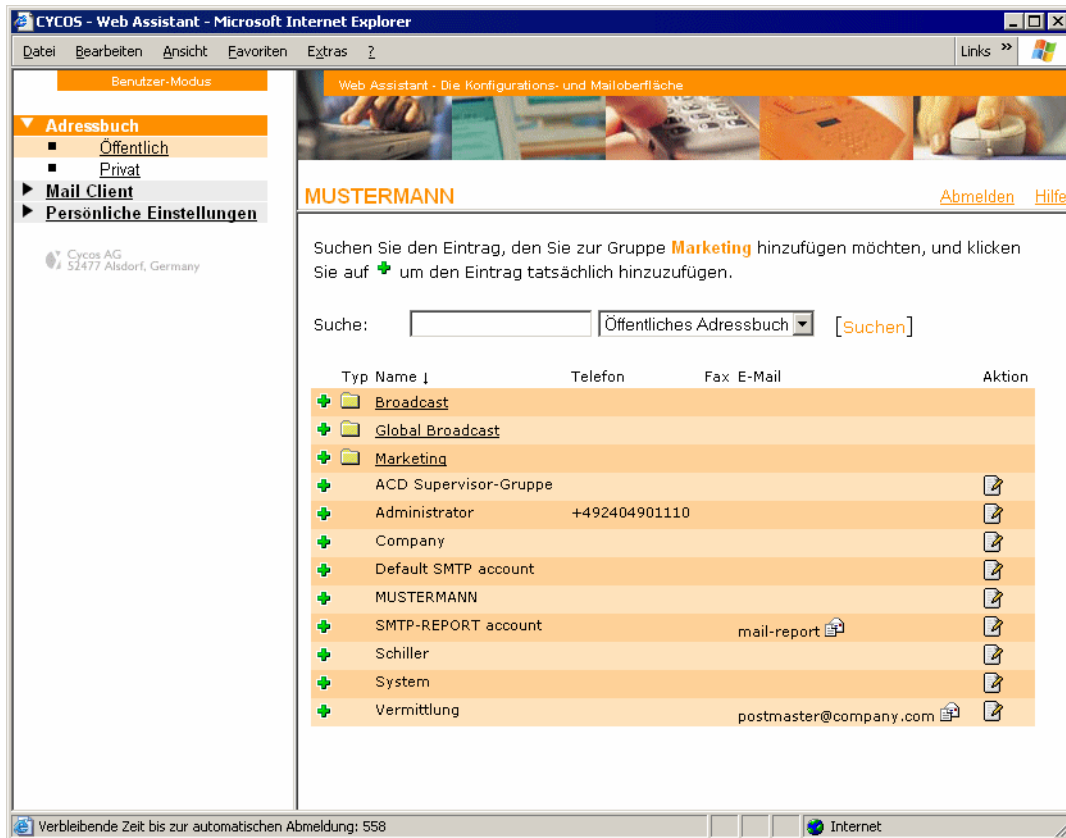 CYCOS - Web Assistant - Microsoft Internet Explorer
Datei Bearbeiten Ansicht Favoriten Extras ? Links »
Benutzer-Modus
Adressbuch
Öffentlich
Privat
Mail Client
Persönliche Einstellungen
Cycos AG
52477 Alsdorf, Germany
Web Assistant - Die Konfigurations- und Mailoberfläche
MUSTERMANN Abmelden Hilfe
Suchen Sie den Eintrag, den Sie zur Gruppe Marketing hinzufügen möchten, und klicken
Sie auf um den Eintrag tatsächlich hinzuzufügen.
Suche: Öffentliches Adressbuch [Suchen]
Typ Name ↓ Telefon Fax E-Mail Aktion
Broadcast
Global Broadcast
Marketing
ACD Supervisor-Gruppe
Administrator +492404901110
Company
Default SMTP account
MUSTERMANN
SMTP-REPORT account mail-report
Schiller
System
Vermittlung postmaster@company.com
Verbleibende Zeit bis zur automatischen Abmeldung: 558 Internet